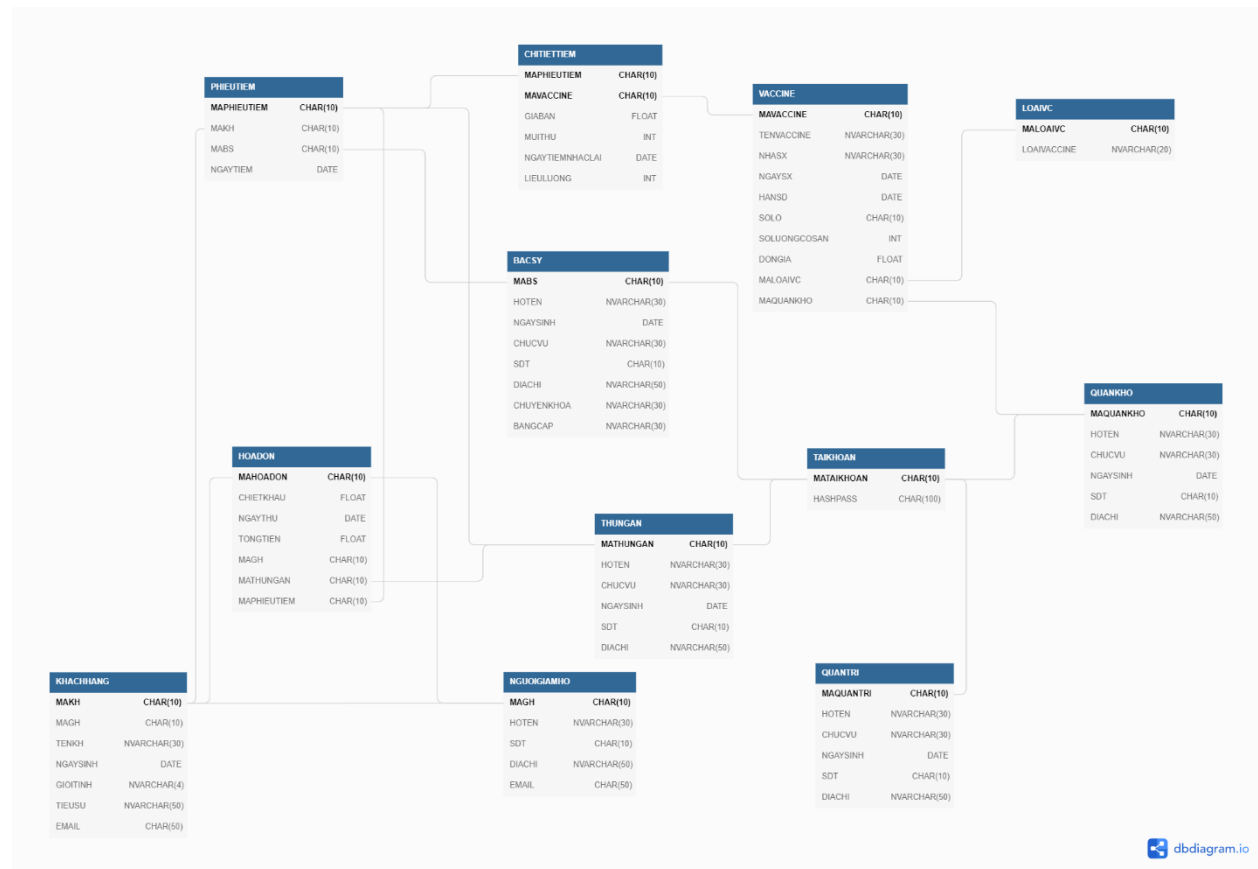 CHITIETTIEM
MAPHIEUTIEM CHAR(10)
MAVACCINE CHAR(10)
GIABAN FLOAT
MUITHU INT
NGAYTIEMNHACLAI DATE
LIEULUONG INT
PHIEUTIEM
MAPHIEUTIEM CHAR(10)
MAKH CHAR(10)
MABS CHAR(10)
NGAYTIEM DATE
VACCINE
MAVACCINE CHAR(10)
TENVACCINE NVARCHAR(30)
NHASX NVARCHAR(30)
NGAYSX DATE
HANSD DATE
SOLO CHAR(10)
SOLUONGCOSAN INT
DONGIA FLOAT
MALOAIVC CHAR(10)
MAQUANKHO CHAR(10)
LOAIVC
MALOAIVC CHAR(10)
LOAIVACCINE NVARCHAR(20)
BACSY
MABS CHAR(10)
HOTEN NVARCHAR(30)
NGAYSINH DATE
CHUCVU NVARCHAR(30)
SDT CHAR(10)
DIACHI NVARCHAR(50)
CHUYENKHOA NVARCHAR(30)
BANGCAP NVARCHAR(30)
QUANKHO
MAQUANKHO CHAR(10)
HOTEN NVARCHAR(30)
CHUCVU NVARCHAR(30)
NGAYSINH DATE
SDT CHAR(10)
DIACHI NVARCHAR(50)
HOADON
MAHOADON CHAR(10)
CHIETKHAU FLOAT
NGAYTHU DATE
TONGTIEN FLOAT
MAGH CHAR(10)
MATHUNGAN CHAR(10)
MAPHIEUTIEM CHAR(10)
TAIKHOAN
MATAIKHOAN CHAR(10)
HASHPASS CHAR(100)
THUNGAN
MATHUNGAN CHAR(10)
HOTEN NVARCHAR(30)
CHUCVU NVARCHAR(30)
NGAYSINH DATE
SDT CHAR(10)
DIACHI NVARCHAR(50)
KHACHHANG
MAKH CHAR(10)
MAGH CHAR(10)
TENKH NVARCHAR(30)
NGAYSINH DATE
GIOITINH NVARCHAR(4)
TIEUSU NVARCHAR(50)
EMAIL CHAR(50)
NGUOIGIAMHO
MAGH CHAR(10)
HOTEN NVARCHAR(30)
SDT CHAR(10)
DIACHI NVARCHAR(50)
EMAIL CHAR(50)
QUANTRI
MAQUANTRI CHAR(10)
HOTEN NVARCHAR(30)
CHUCVU NVARCHAR(30)
NGAYSINH DATE
SDT CHAR(10)
DIACHI NVARCHAR(50)
dbdiagram.io